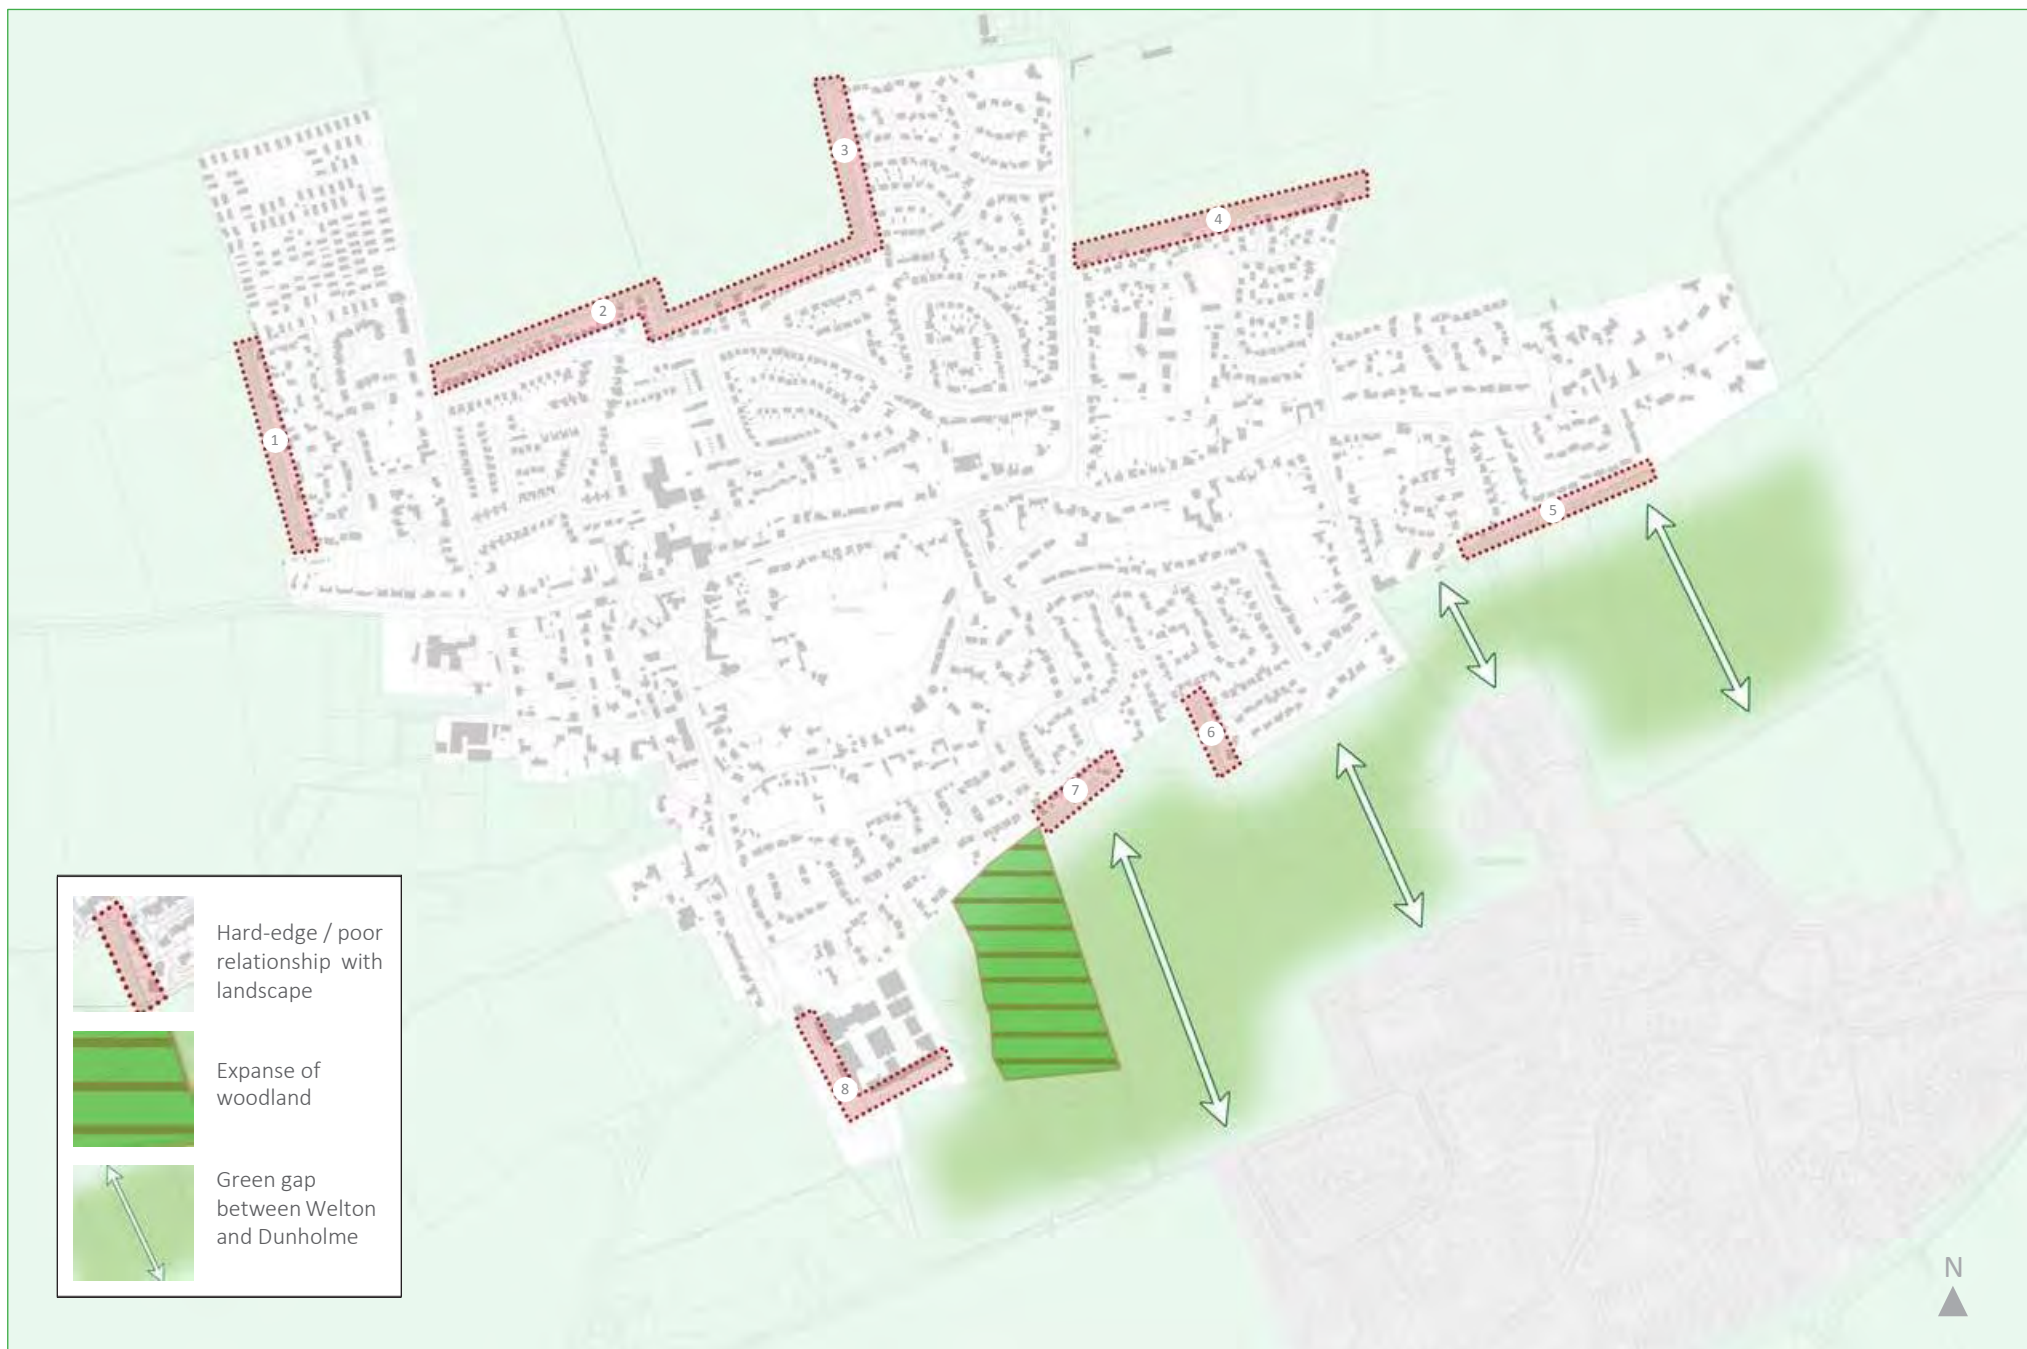 3
4
2
1
5
6
7
8
Hard-edge / poor
relationship with
landscape
Expanse of
woodland
Green gap
between Welton
and Dunholme
N